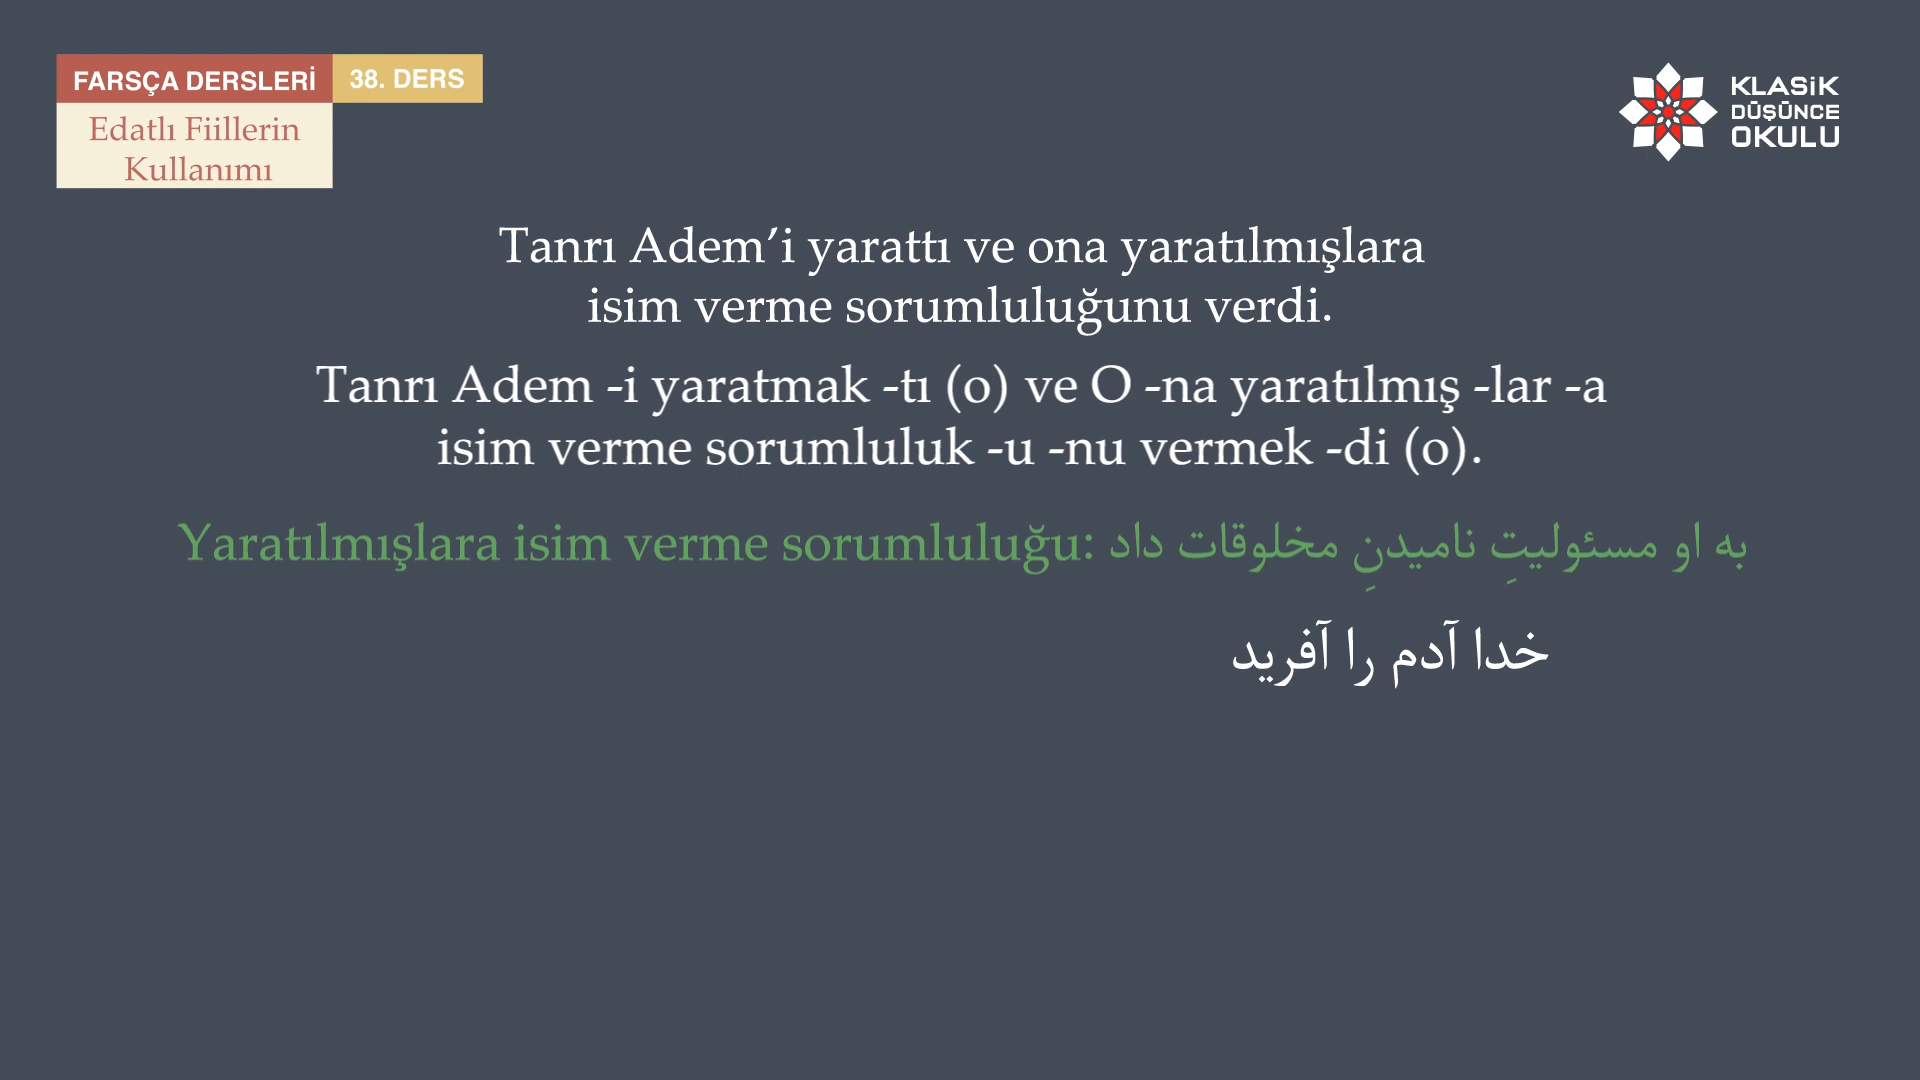 FARSÇA DERSLERİ 38. DERS
Edatlı Fiillerin
Kullanımı
KLASiK
DÜŞÜNCE
OKULU
Tanrı Adem’i yarattı ve ona yaratılmışlara
isim verme sorumluluğunu verdi.
Tanrı Adem -i yaratmak -tı (o) ve O -na yaratılmış -lar -a
isim verme sorumluluk -u -nu vermek -di (o).
Yaratılmışlara isim verme sorumluluğu: به او مسئولیتِ نامیدنِ مخلوقات داد
خدا آدم را آفرید